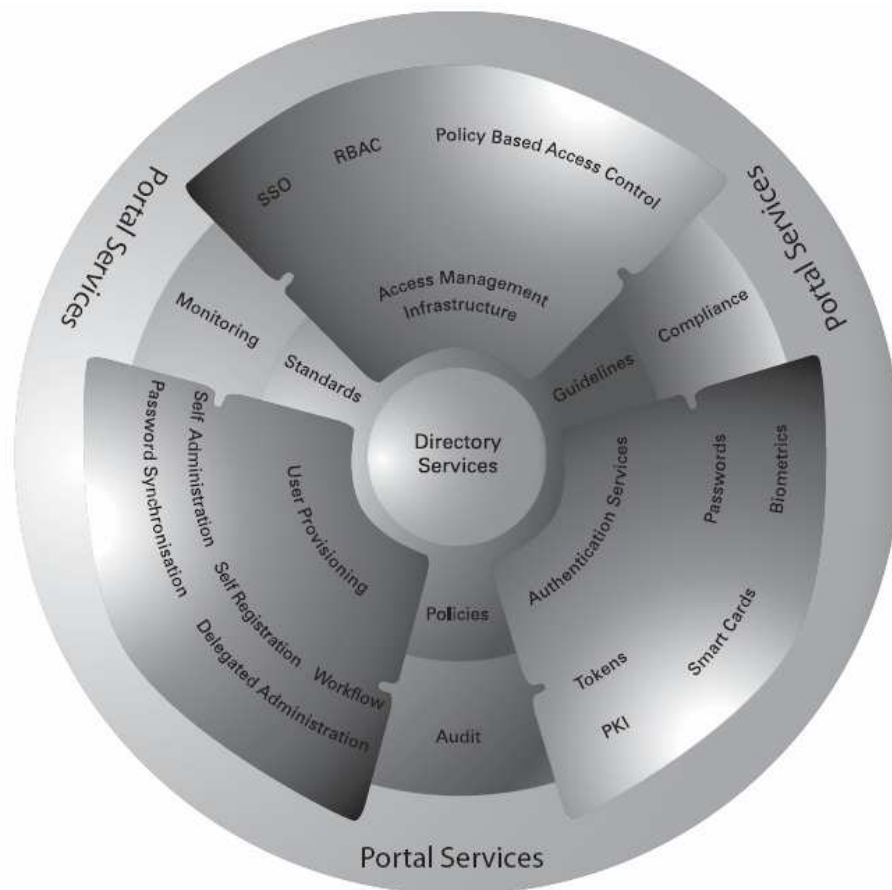 Portal Services
Portal Services
Portal Services
SSO
RBAC
Policy Based Access Control
Access Management
Infrastructure
Monitoring
Standards
Guidelines
Compliance
Directory
Services
Password Synchronisation
Self Administration
User Provisioning
Self Registration
Delegated Administration
Workflow
Policies
Audit
Authentication Services
Passwords
Biometrics
Smart Cards
Tokens
PKI